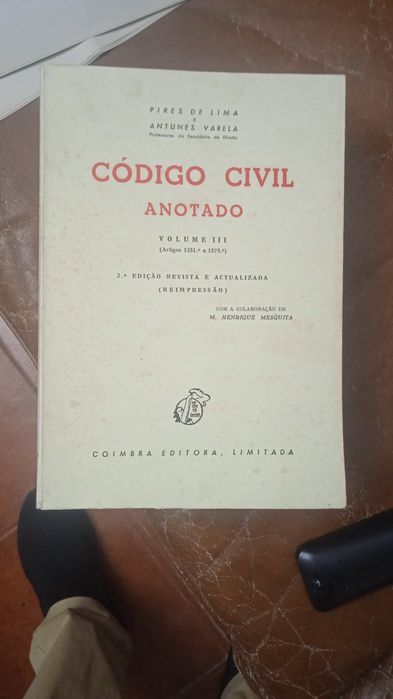 PIRES DE LIMA
E
ANTUNES VARELA
Professores da Faculdade de Direito
CÓDIGO CIVIL
ANOTADO
VOLUME III
(Artigos 1251.º a 1575.º)
2.ª EDIÇÃO REVISTA E ACTUALIZADA
(REIMPRESSÃO)
COM A COLABORAÇÃO DE
M. HENRIQUE MESQUITA
COIMBRA EDITORA, LIMITADA